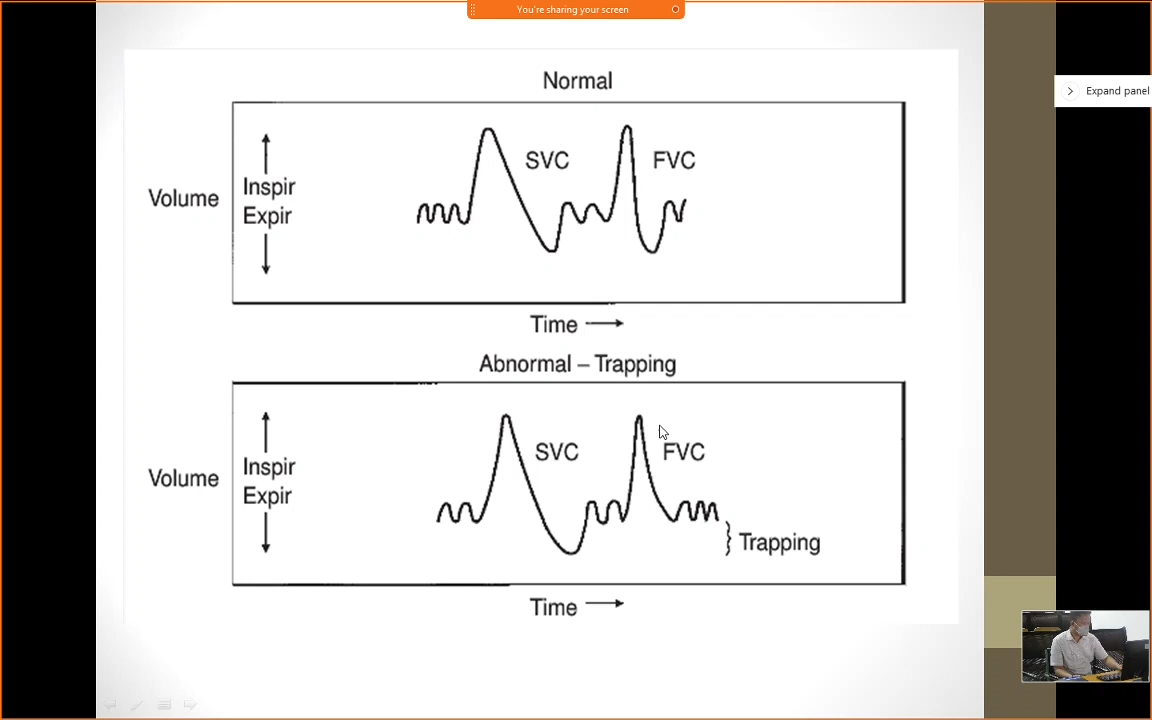 You're sharing your screen
Expand panel
Normal
SVC
FVC
Volume
Inspir
Expir
Time
Abnormal – Trapping
SVC
FVC
Volume
Inspir
Expir
Trapping
Time